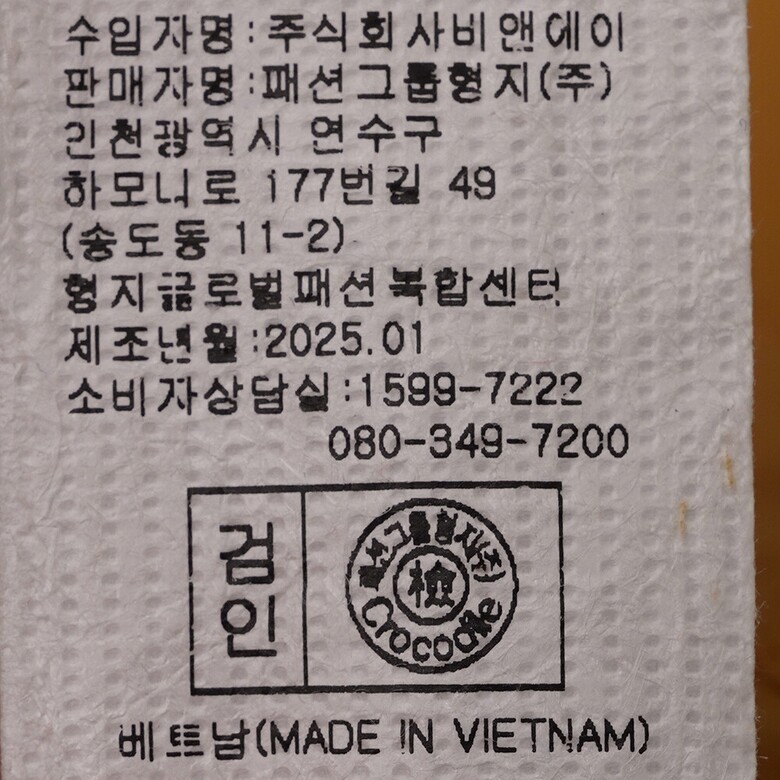 수입자명:주식회사비앤에이
판매자명:패션그룹형지(주)
인천광역시 연수구
하모니로 177번길 49
(송도동 11-2)
형지글로벌패션복합센터
제조년월:2025.01
소비자상담실:1599-7222
080-349-7200
검인
패션그룹형지(주)
檢
Crocodile
베트남(MADE IN VIETNAM)